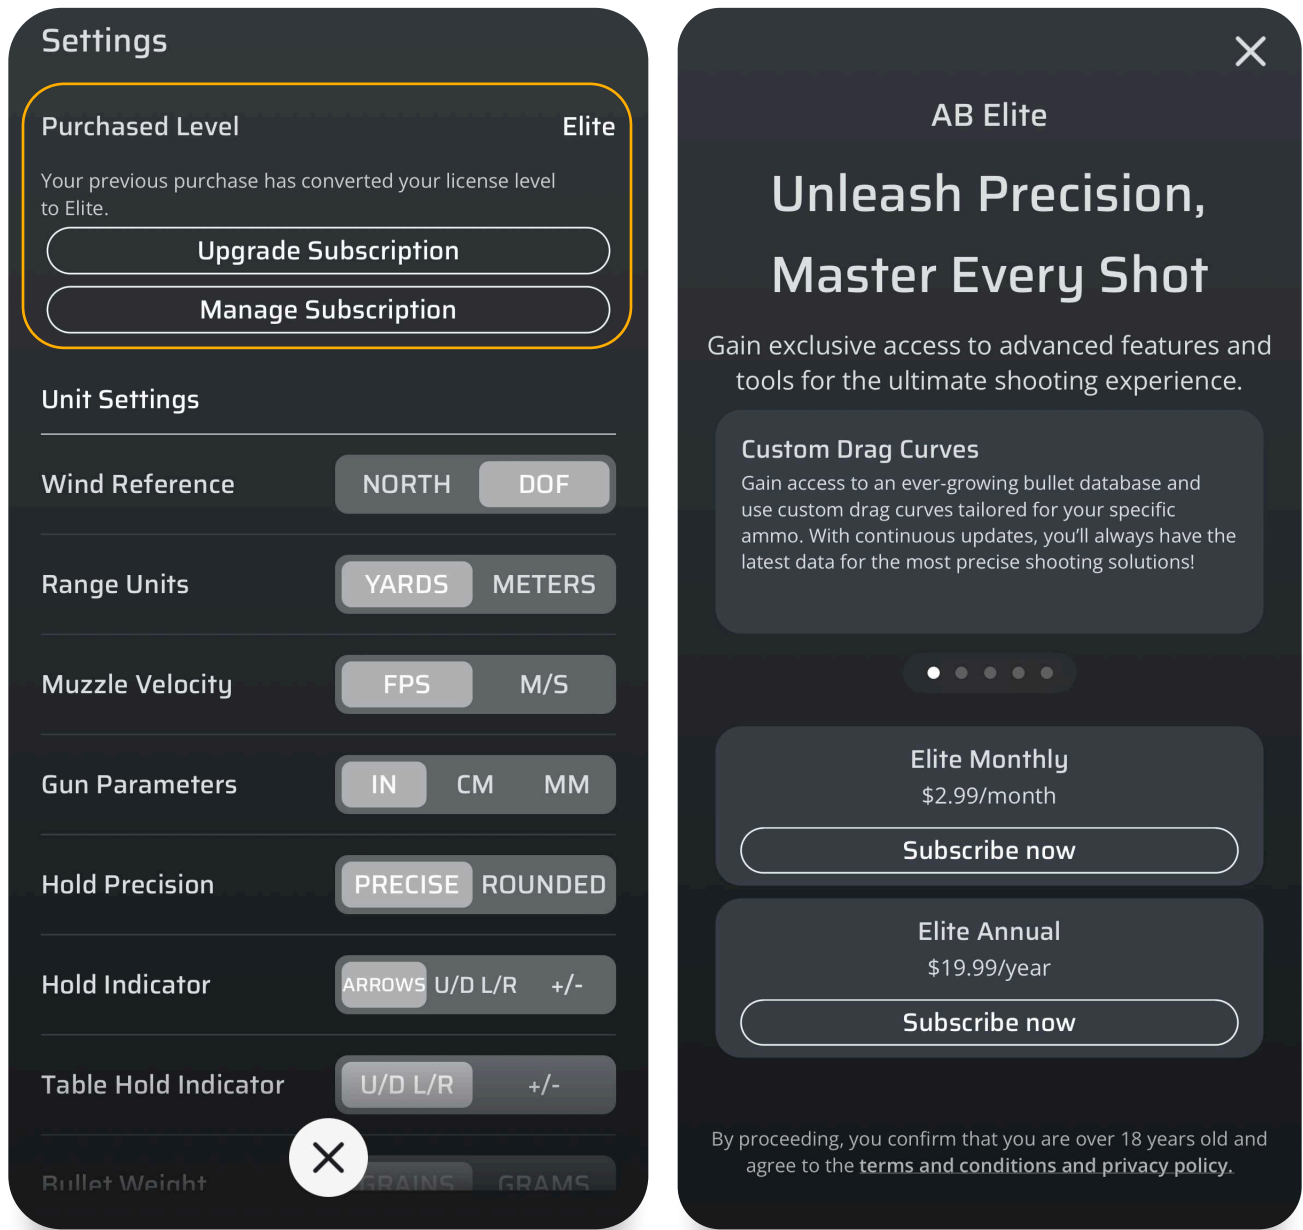 Settings
Purchased Level Elite
Your previous purchase has converted your license level
to Elite.
Upgrade Subscription
Manage Subscription
Unit Settings
Wind Reference NORTH DOF
Range Units YARDS METERS
Muzzle Velocity FPS M/S
Gun Parameters IN CM MM
Hold Precision PRECISE ROUNDED
Hold Indicator ARROWS U/D L/R +/-
Table Hold Indicator U/D L/R +/-
Bullet Weight GRAINS GRAMS
AB Elite
Unleash Precision,
Master Every Shot
Gain exclusive access to advanced features and
tools for the ultimate shooting experience.
Custom Drag Curves
Gain access to an ever-growing bullet database and
use custom drag curves tailored for your specific
ammo. With continuous updates, you’ll always have the
latest data for the most precise shooting solutions!
Elite Monthly
$2.99/month
Subscribe now
Elite Annual
$19.99/year
Subscribe now
By proceeding, you confirm that you are over 18 years old and
agree to the terms and conditions and privacy policy.